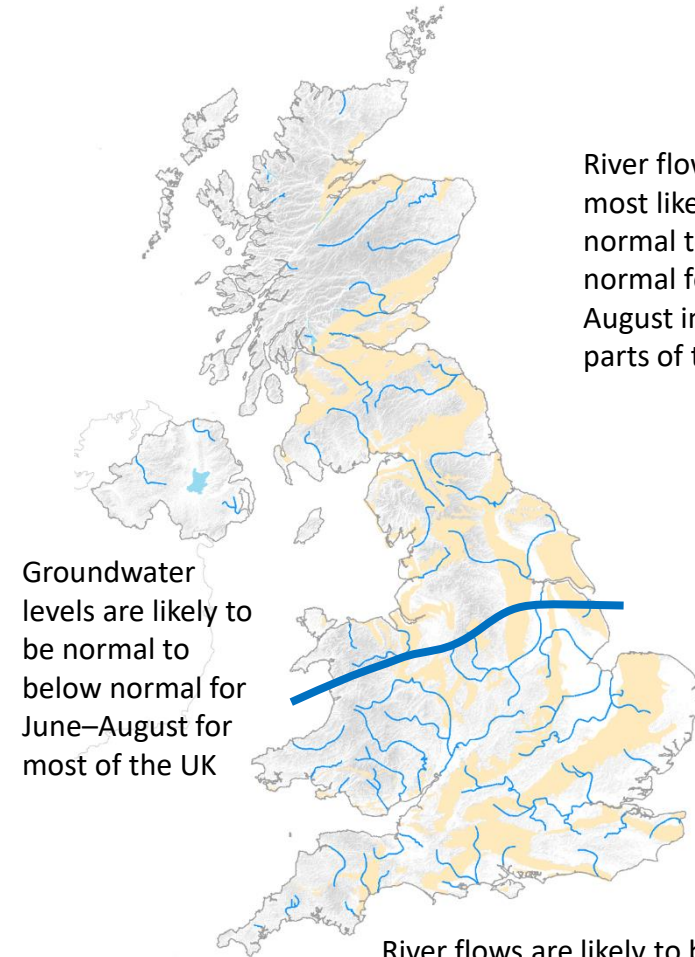 River flow
most like
normal t
normal fo
August in
parts of t
Groundwater
levels are likely to
be normal to
below normal for
June–August for
most of the UK
River flows are likely to b